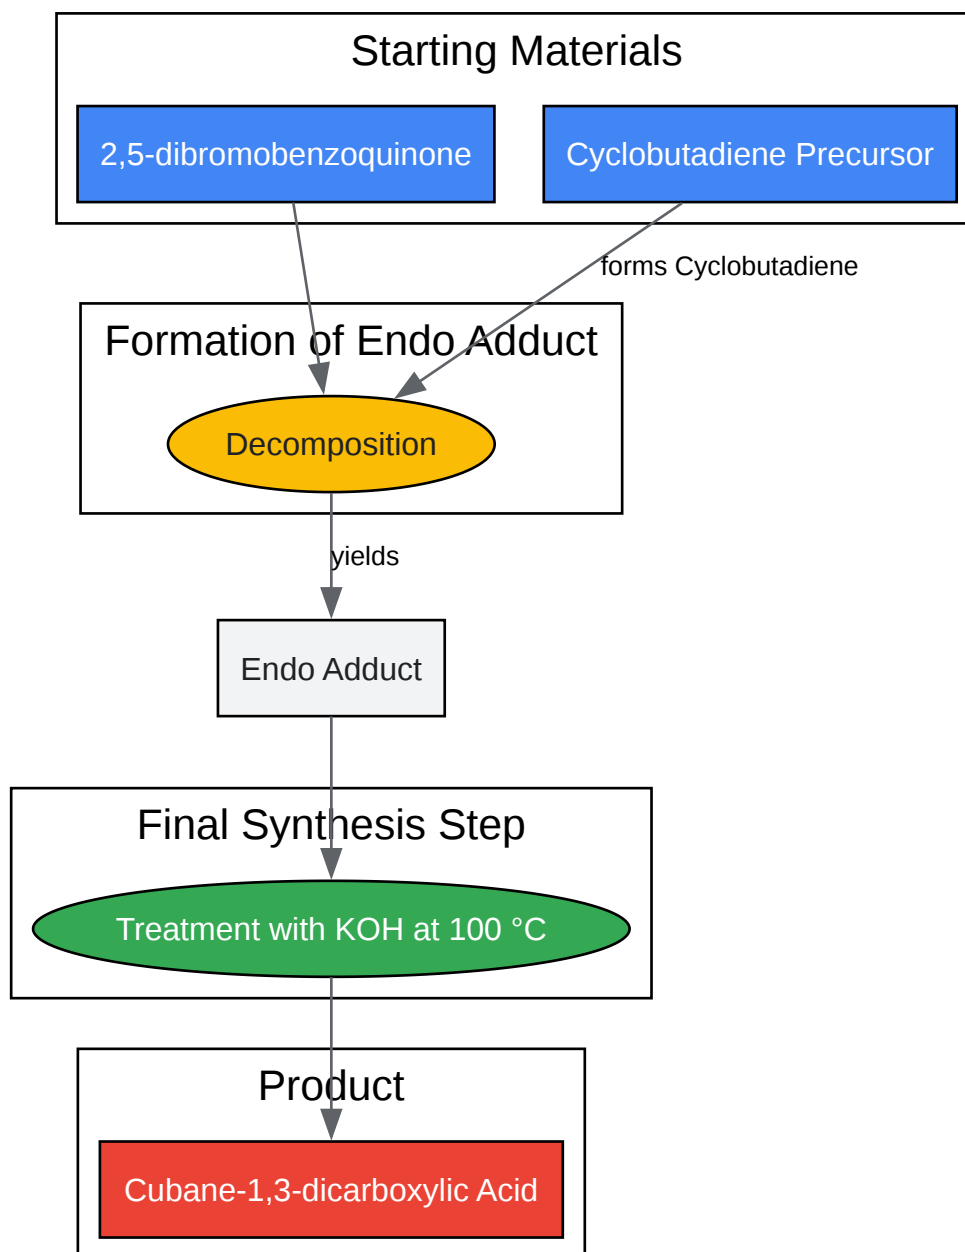 Starting Materials
2,5-dibromobenzoquinone
Cyclobutadiene Precursor
forms Cyclobutadiene
Formation of Endo Adduct
Decomposition
yields
Endo Adduct
Final Synthesis Step
Treatment with KOH at 100 °C
Product
Cubane-1,3-dicarboxylic Acid